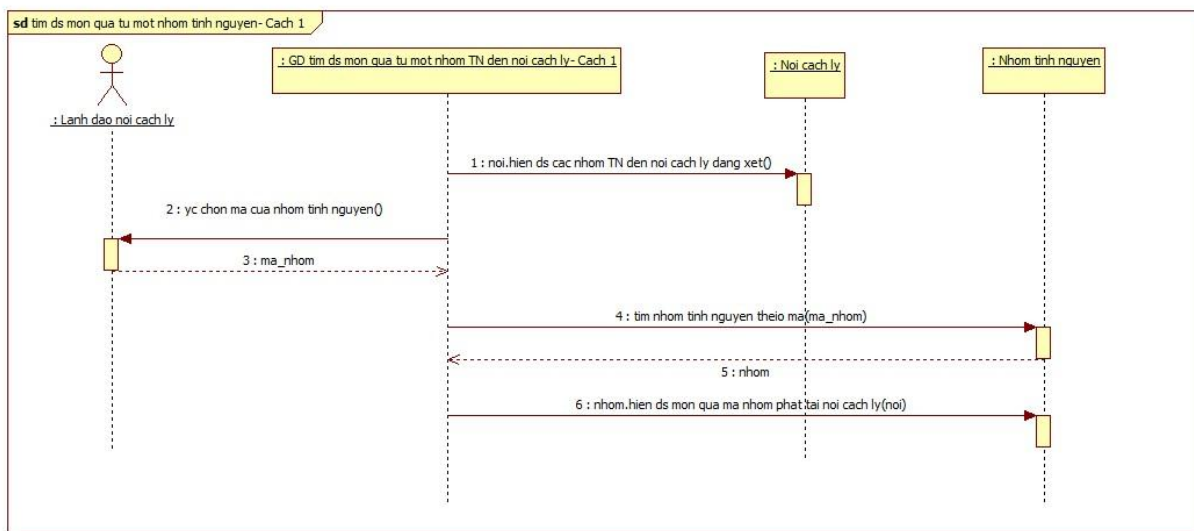 sd tim ds mon qua tu mot nhom tinh nguyen- Cach 1
: GD tim ds mon qua tu mot nhom TN den noi cach ly- Cach 1
: Noi cach ly
: Nhom tinh nguyen
: Lanh dao noi cach ly
1 : noi.hien ds cac nhom TN den noi cach ly dang xet()
2 : yc chon ma cua nhom tinh nguyen()
3 : ma_nhom
4 : tim nhom tinh nguyen theio ma(ma_nhom)
5 : nhom
6 : nhom.hien ds mon qua ma nhom phat tai noi cach ly(noi)